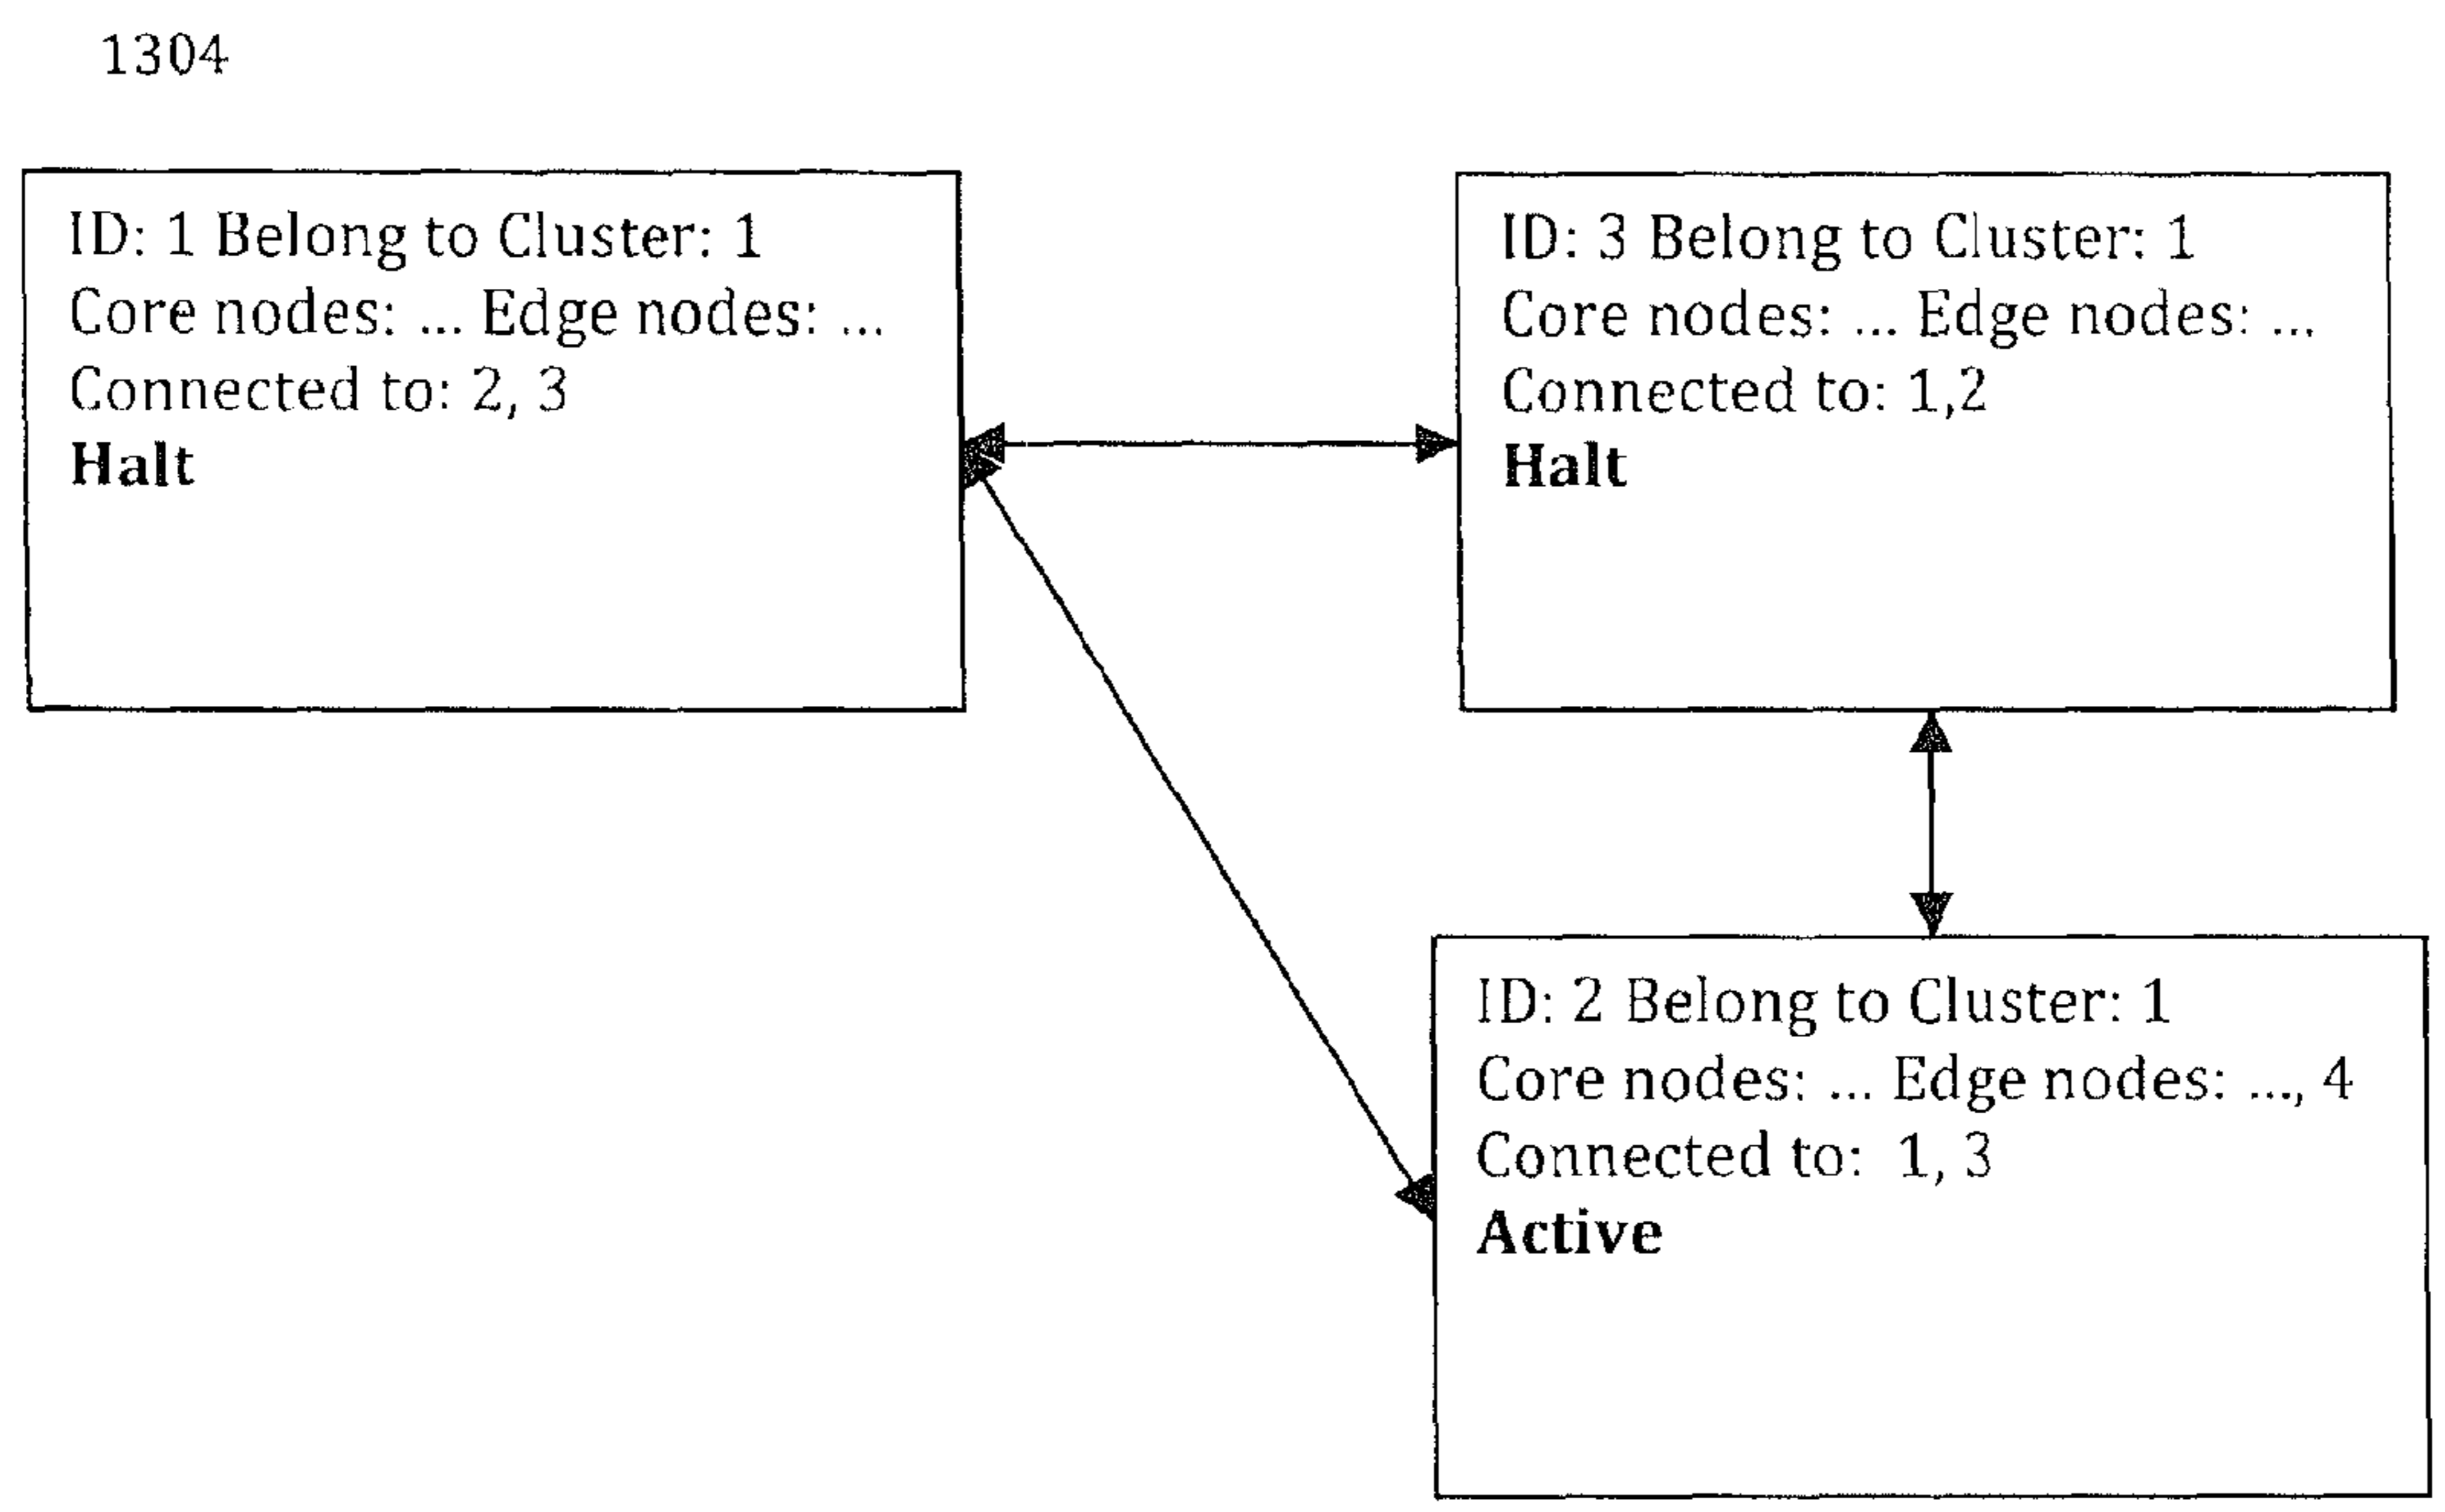 1304
ID: 1 Belong to Cluster: 1
Core nodes: ... Edge nodes: ...
Connected to: 2, 3
Halt
ID: 3 Belong to Cluster: 1
Core nodes: ... Edge nodes: ...
Connected to: 1,2
Halt
ID: 2 Belong to Cluster: 1
Core nodes: ... Edge nodes: ..., 4
Connected to: 1, 3
Active